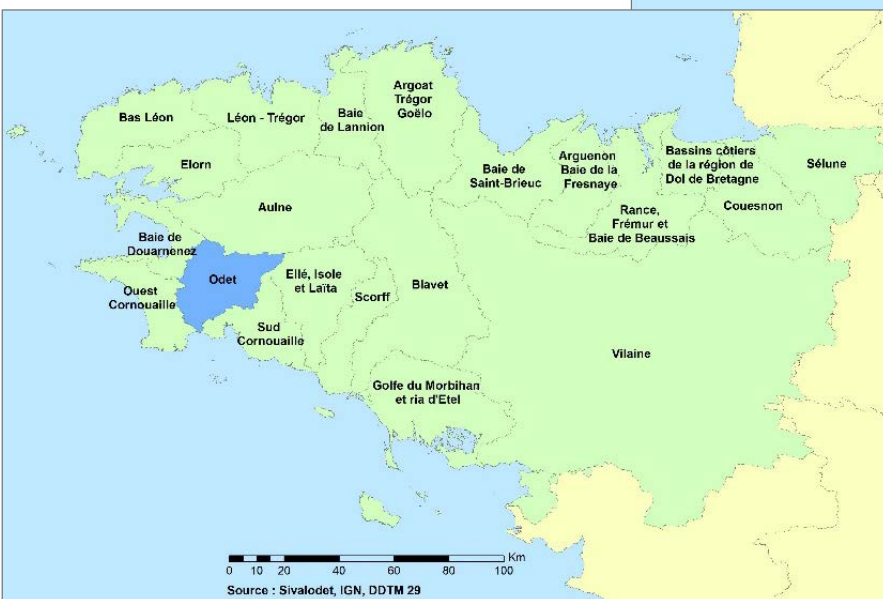 Argoat
Trégor
Goëlo
Bas Léon
Léon - Trégor
Baie
de Lannion
Elorn
Baie de
Saint-Brieuc
Arguenon
Baie de la
Fresnaye
Bassins côtiers
de la région de
Dol de Bretagne
Sélune
Aulne
Rance,
Frémur et
Baie de Beaussais
Couesnon
Baie de
Douarnenez
Odet
Ellé, Isole
et Laïta
Scorff
Blavet
Ouest
Cornouaille
Sud
Cornouaille
Vilaine
Golfe du Morbihan
et ria d'Etel
Km
0 10 20 40 60 80 100
Source : Sivalodet, IGN, DDTM 29